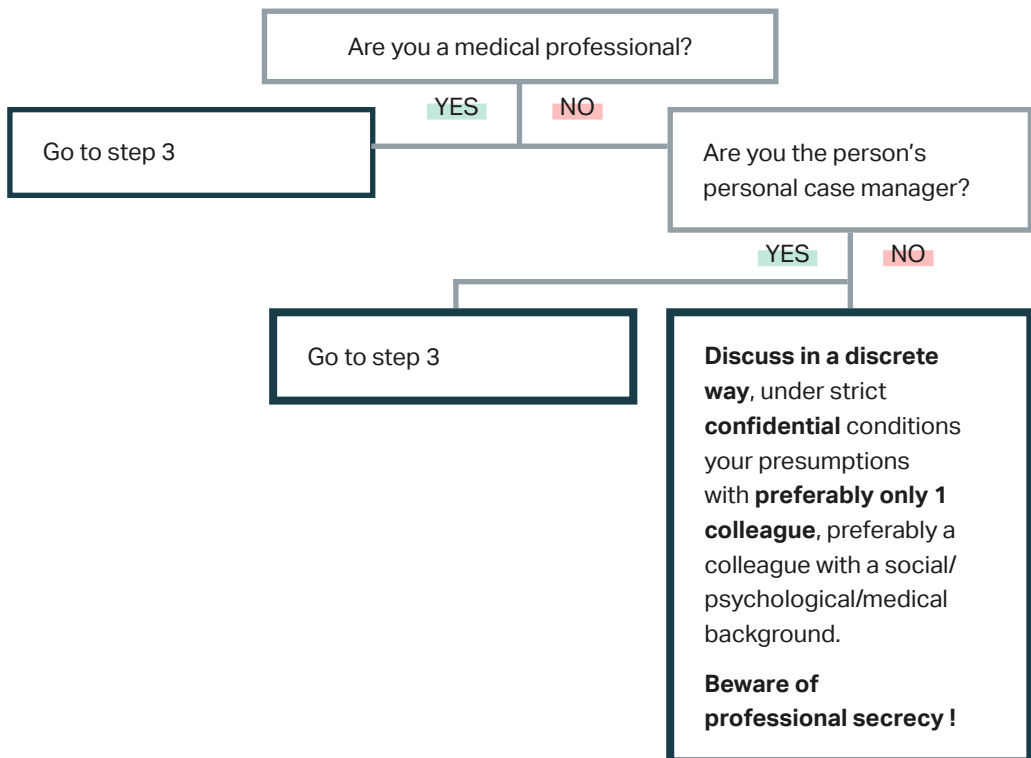 Are you a medical professional?
YES
NO
Go to step 3
Are you the person's
personal case manager?
YES
NO
Go to step 3
Discuss in a discrete
way, under strict
confidential conditions
your presumptions
with preferably only 1
colleague, preferably a
colleague with a social/
psychological/medical
background.
Beware of
professional secrecy !